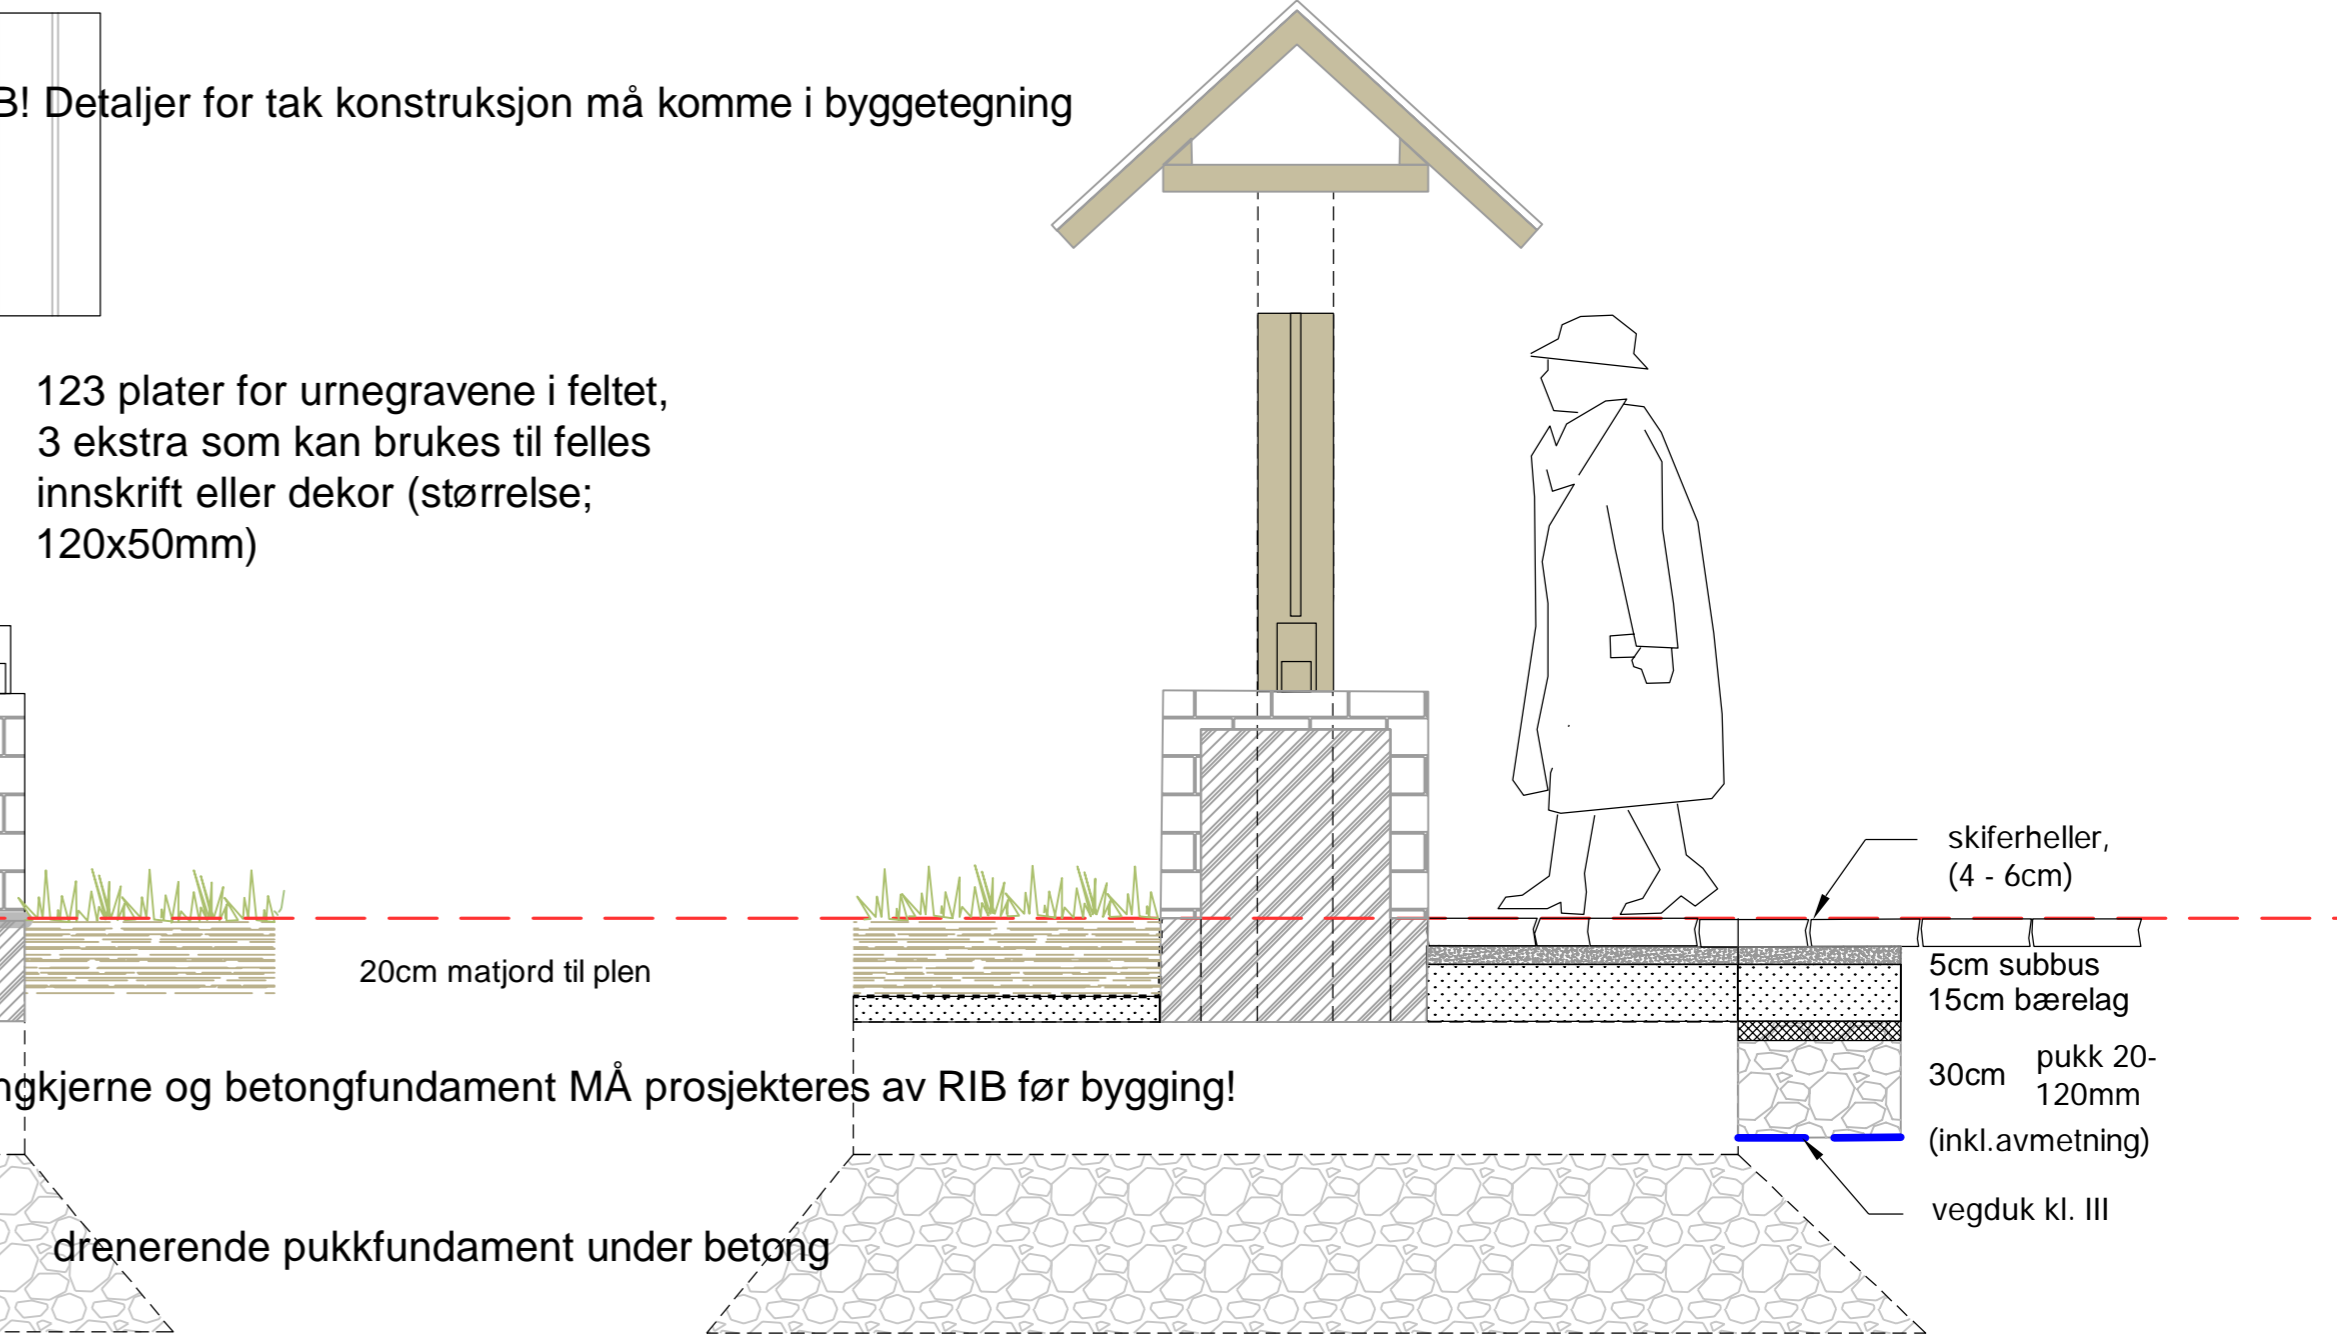 B! Detaljer for tak konstruksjon må komme i byggetegning
123 plater for urnegravene i feltet,
3 ekstra som kan brukes til felles
innskrift eller dekor (størrelse;
120x50mm)
skiferheller,
(4 - 6cm)
20cm matjord til plen
5cm subbus
15cm bærelag
30cm pukk 20-
120mm
(inkl.avmetning)
ngkjerne og betongfundament MÅ prosjekteres av RIB før bygging!
vegduk kl. III
drenerende pukkfundament under betong